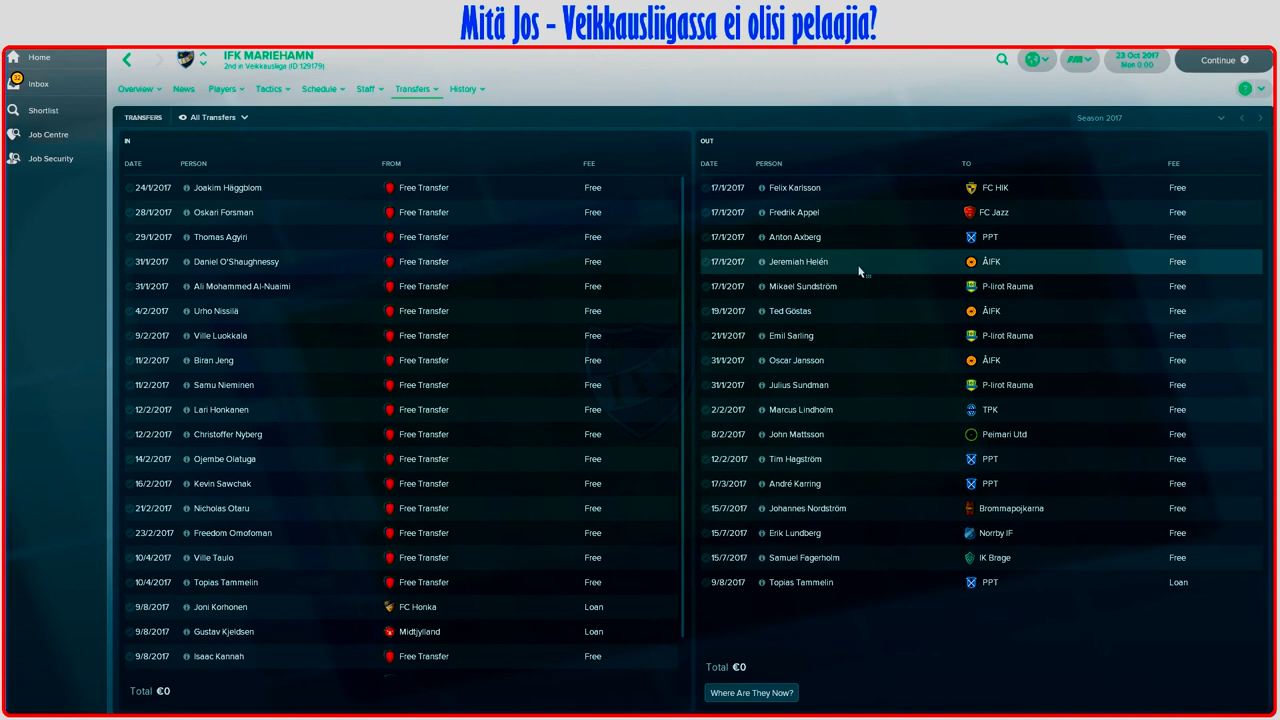 Mitä Jos - Veikkausliigassa ei olisi pelaajia?
Home
Inbox
32
Shortlist
Job Centre
Job Security
IFK MARIEHAMN
2nd in Veikkausliiga (ID 129179)
FM
23 Oct 2017
Mon 0:00
Continue
Overview News Players Tactics Schedule Staff Transfers History
?
TRANSFERS All Transfers Season 2017
IN
DATE PERSON FROM FEE
24/1/2017 Joakim Häggblom Free Transfer Free
28/1/2017 Oskari Forsman Free Transfer Free
29/1/2017 Thomas Agyiri Free Transfer Free
31/1/2017 Daniel O'Shaughnessy Free Transfer Free
31/1/2017 Ali Mohammed Al-Nuaimi Free Transfer Free
4/2/2017 Urho Nissilä Free Transfer Free
9/2/2017 Ville Luokkala Free Transfer Free
11/2/2017 Biran Jeng Free Transfer Free
11/2/2017 Samu Nieminen Free Transfer Free
12/2/2017 Lari Honkanen Free Transfer Free
12/2/2017 Christoffer Nyberg Free Transfer Free
14/2/2017 Ojembe Olatuga Free Transfer Free
16/2/2017 Kevin Sawchak Free Transfer Free
21/2/2017 Nicholas Otaru Free Transfer Free
23/2/2017 Freedom Omofoman Free Transfer Free
10/4/2017 Ville Taulo Free Transfer Free
10/4/2017 Topias Tammelin Free Transfer Free
9/8/2017 Joni Korhonen FC Honka Loan
9/8/2017 Gustav Kjeldsen Midtjylland Loan
9/8/2017 Isaac Kannah Free Transfer Free
Total €0
OUT
DATE PERSON TO FEE
17/1/2017 Felix Karlsson FC HIK Free
17/1/2017 Fredrik Appel FC Jazz Free
17/1/2017 Anton Axberg PPT Free
17/1/2017 Jeremiah Helén ÅIFK Free
17/1/2017 Mikael Sundström P-Iirot Rauma Free
19/1/2017 Ted Göstas ÅIFK Free
21/1/2017 Emil Sarling P-Iirot Rauma Free
31/1/2017 Oscar Jansson ÅIFK Free
31/1/2017 Julius Sundman P-Iirot Rauma Free
2/2/2017 Marcus Lindholm TPK Free
8/2/2017 John Mattsson Peimari Utd Free
12/2/2017 Tim Hagström PPT Free
17/3/2017 André Karring PPT Free
15/7/2017 Johannes Nordström Brommapojkarna Free
15/7/2017 Erik Lundberg Norrby IF Free
15/7/2017 Samuel Fagerholm IK Brage Free
9/8/2017 Topias Tammelin PPT Loan
Total €0
Where Are They Now?